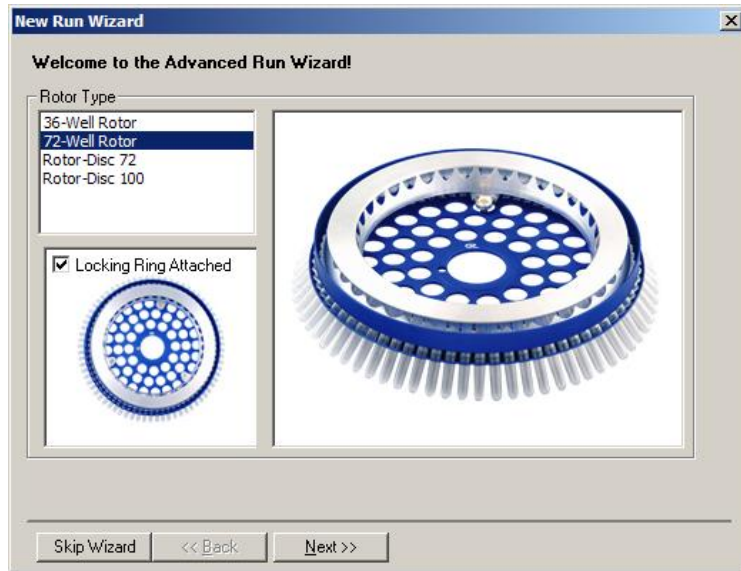 New Run Wizard
Welcome to the Advanced Run Wizard!
Rotor Type
36-Well Rotor
72-Well Rotor
Rotor-Disc 72
Rotor-Disc 100
Locking Ring Attached
Skip Wizard
<< Back
Next >>